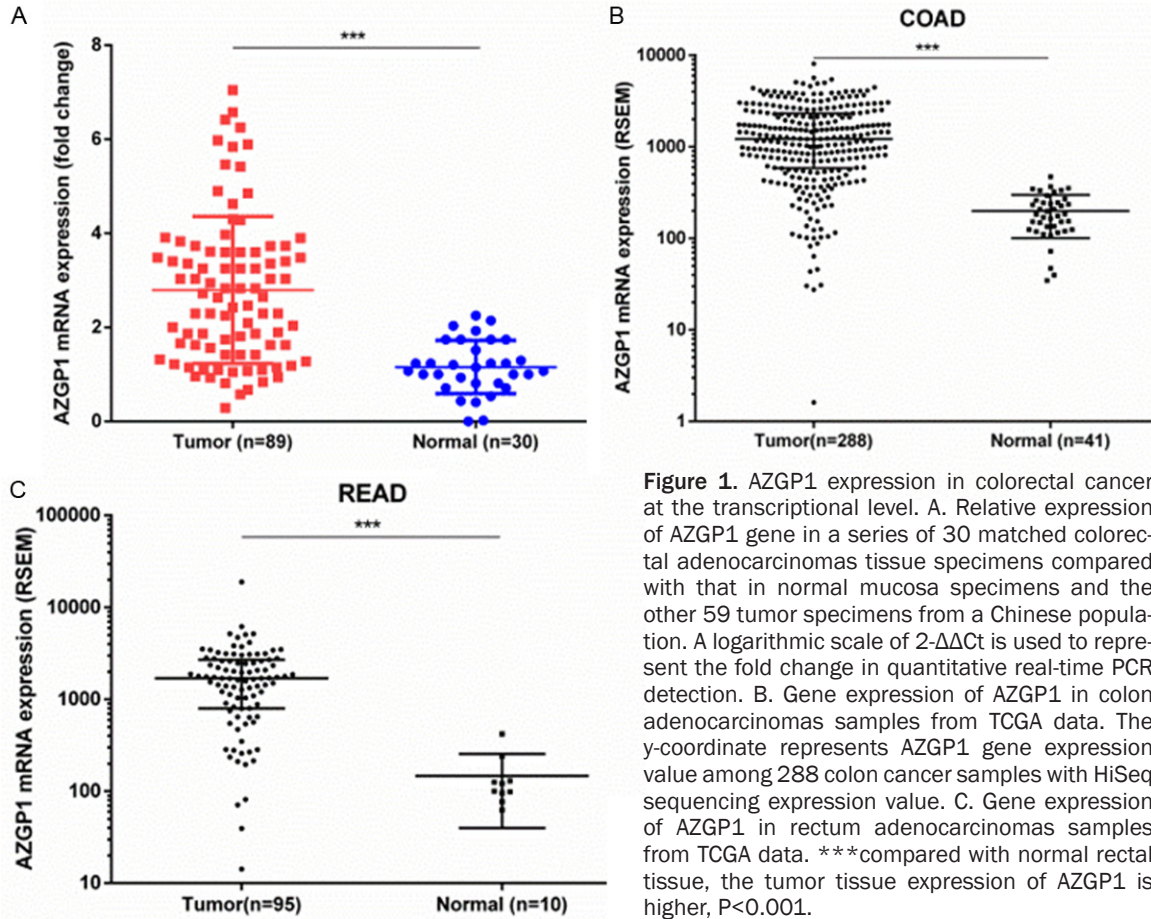 A
***
8
6
4
2
0
AZGP1 mRNA expression (fold change)
Tumor (n=89)
Normal (n=30)
B
COAD
***
10000
1000
100
10
1
AZGP1 mRNA expression (RSEM)
Tumor(n=288)
Normal (n=41)
C
READ
***
100000
10000
1000
100
10
AZGP1 mRNA expression (RSEM)
Tumor(n=95)
Normal (n=10)
Figure 1. AZGP1 expression in colorectal cancer
at the transcriptional level. A. Relative expression
of AZGP1 gene in a series of 30 matched colorec-
tal adenocarcinomas tissue specimens compared
with that in normal mucosa specimens and the
other 59 tumor specimens from a Chinese popula-
tion. A logarithmic scale of 2-ΔΔCt is used to repre-
sent the fold change in quantitative real-time PCR
detection. B. Gene expression of AZGP1 in colon
adenocarcinomas samples from TCGA data. The
y-coordinate represents AZGP1 gene expression
value among 288 colon cancer samples with HiSeq
sequencing expression value. C. Gene expression
of AZGP1 in rectum adenocarcinomas samples
from TCGA data. ***compared with normal rectal
tissue, the tumor tissue expression of AZGP1 is
higher, P<0.001.